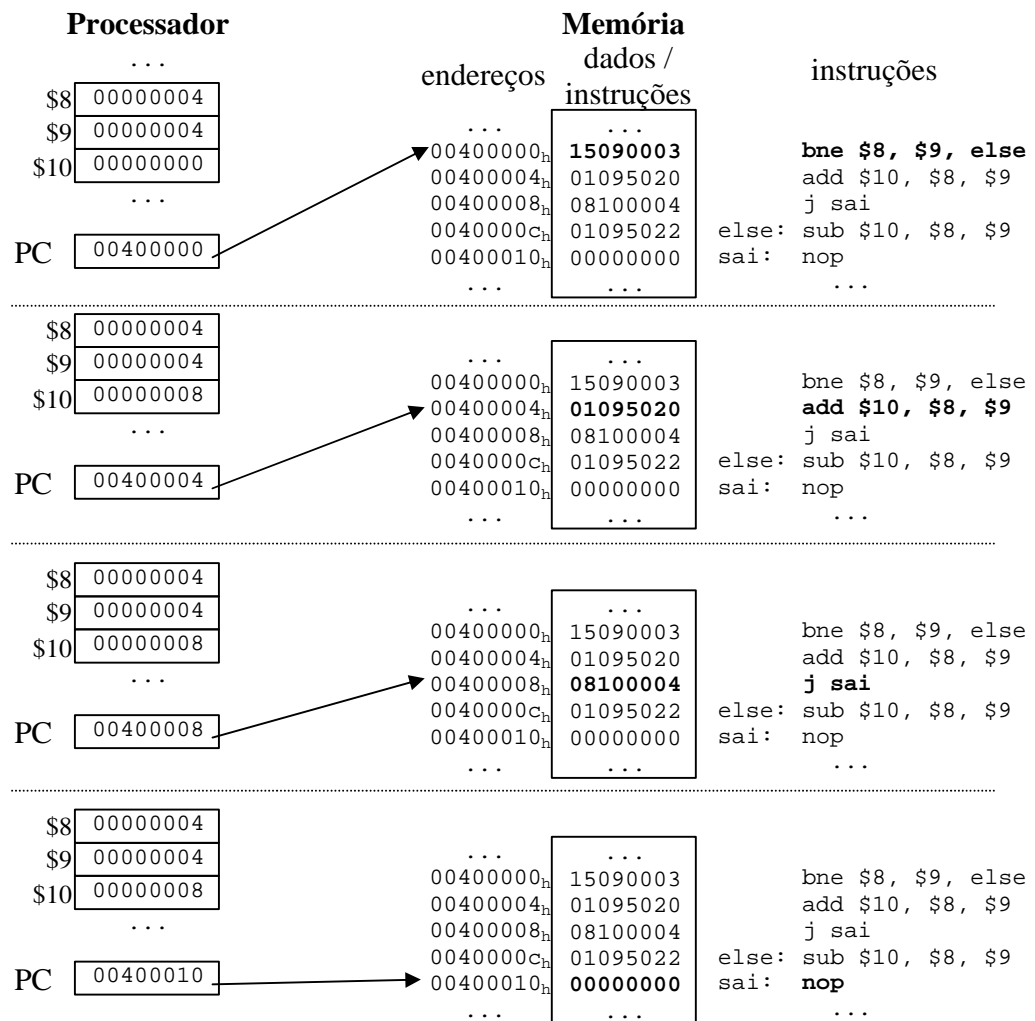 Processador Memória
endereços dados / instruções
instruções
...
$8 00000004
$9 00000004
$10 00000000
...
PC 00400000
... ...
00400000h 15090003 bne $8, $9, else
00400004h 01095020 add $10, $8, $9
00400008h 08100004 j sai
0040000ch 01095022 else: sub $10, $8, $9
00400010h 00000000 sai: nop
... ... ...
$8 00000004
$9 00000004
$10 00000008
...
PC 00400004
... ...
00400000h 15090003 bne $8, $9, else
00400004h 01095020 add $10, $8, $9
00400008h 08100004 j sai
0040000ch 01095022 else: sub $10, $8, $9
00400010h 00000000 sai: nop
... ... ...
$8 00000004
$9 00000004
$10 00000008
...
PC 00400008
... ...
00400000h 15090003 bne $8, $9, else
00400004h 01095020 add $10, $8, $9
00400008h 08100004 j sai
0040000ch 01095022 else: sub $10, $8, $9
00400010h 00000000 sai: nop
... ... ...
$8 00000004
$9 00000004
$10 00000008
...
PC 00400010
... ...
00400000h 15090003 bne $8, $9, else
00400004h 01095020 add $10, $8, $9
00400008h 08100004 j sai
0040000ch 01095022 else: sub $10, $8, $9
00400010h 00000000 sai: nop
... ... ...